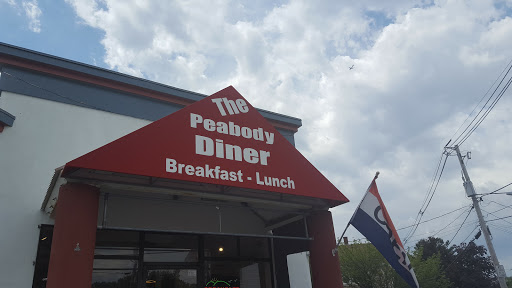 The
Peabody
Diner
Breakfast - Lunch